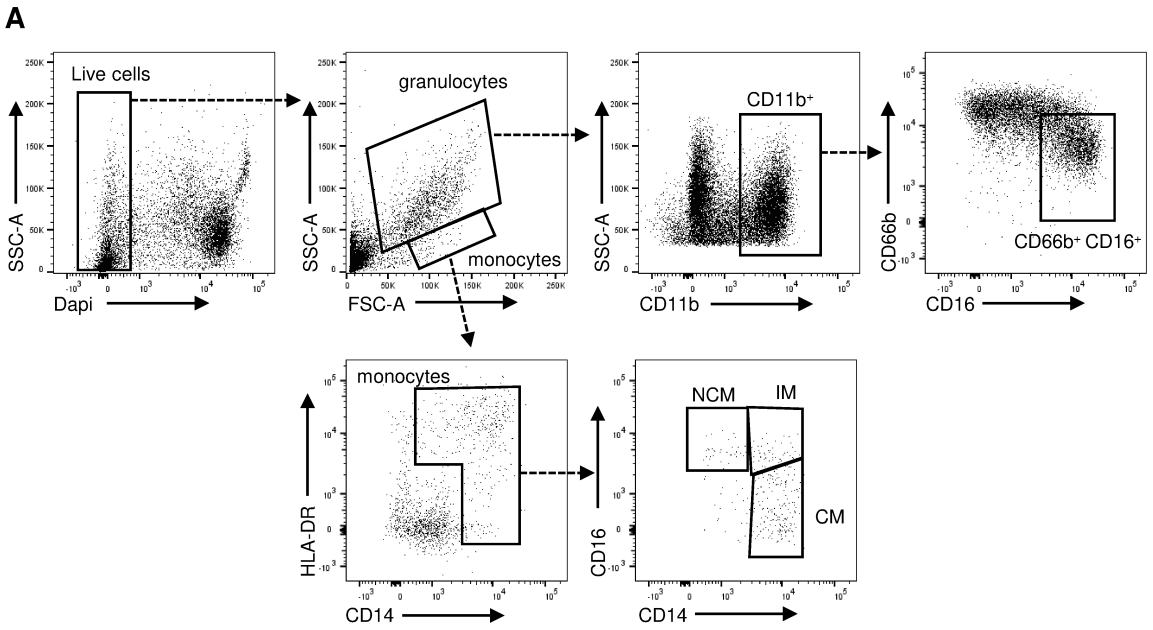 A
Live cells
250K
200K
150K
100K
50K
0
SSC-A
-10³ 0 10³ 10⁴ 10⁵
Dapi
granulocytes
monocytes
250K
200K
150K
100K
50K
0
SSC-A
0 50K 100K 150K 200K 250K
FSC-A
CD11b⁺
250K
200K
150K
100K
50K
0
SSC-A
-10³ 0 10³ 10⁴ 10⁵
CD11b
CD66b⁺ CD16⁺
10⁵
10⁴
10³
0
-10³
CD66b
-10³ 0 10³ 10⁴ 10⁵
CD16
monocytes
10⁵
10⁴
10³
0
-10³
HLA-DR
-10³ 0 10³ 10⁴ 10⁵
CD14
NCM IM
CM
10⁵
10⁴
10³
0
-10³
CD16
-10³ 0 10³ 10⁴ 10⁵
CD14